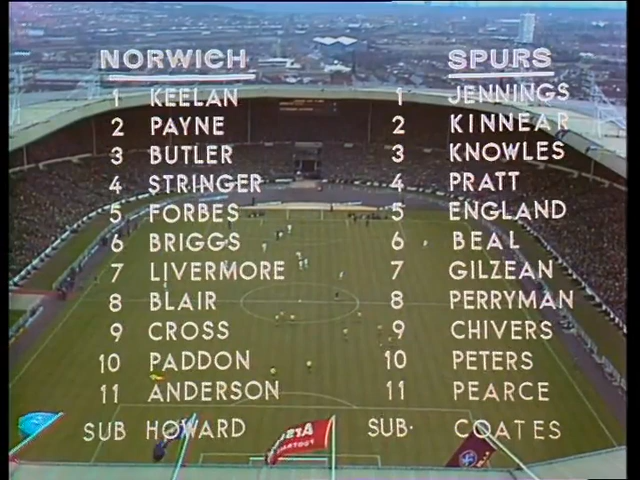 NORWICH SPURS
1 KEELAN 1 JENNINGS
2 PAYNE 2 KINNEAR
3 BUTLER 3 KNOWLES
4 STRINGER 4 PRATT
5 FORBES 5 ENGLAND
6 BRIGGS 6 BEAL
7 LIVERMORE 7 GILZEAN
8 BLAIR 8 PERRYMAN
9 CROSS 9 CHIVERS
10 PADDON 10 PETERS
11 ANDERSON 11 PEARCE
SUB HOWARD SUB. COATES